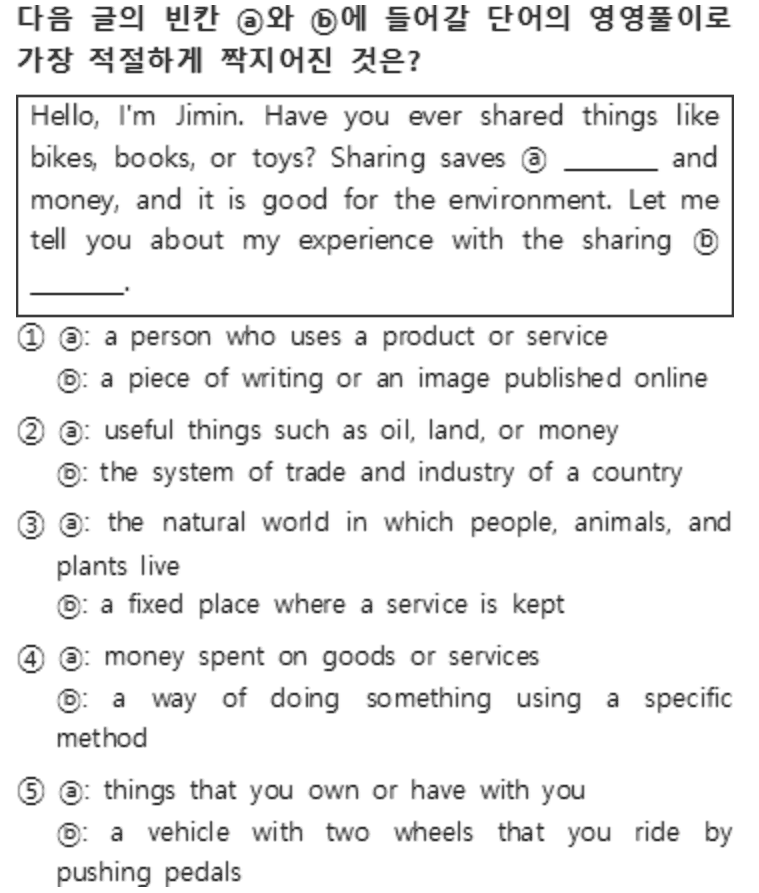 다음 글의 빈칸 ⓐ와 ⓑ에 들어갈 단어의 영영풀이로
가장 적절하게 짝지어진 것은?
Hello, I'm Jimin. Have you ever shared things like
bikes, books, or toys? Sharing saves ⓐ _______ and
money, and it is good for the environment. Let me
tell you about my experience with the sharing ⓑ
_______.
① ⓐ: a person who uses a product or service
ⓑ: a piece of writing or an image published online
② ⓐ: useful things such as oil, land, or money
ⓑ: the system of trade and industry of a country
③ ⓐ: the natural world in which people, animals, and
plants live
ⓑ: a fixed place where a service is kept
④ ⓐ: money spent on goods or services
ⓑ: a way of doing something using a specific
method
⑤ ⓐ: things that you own or have with you
ⓑ: a vehicle with two wheels that you ride by
pushing pedals